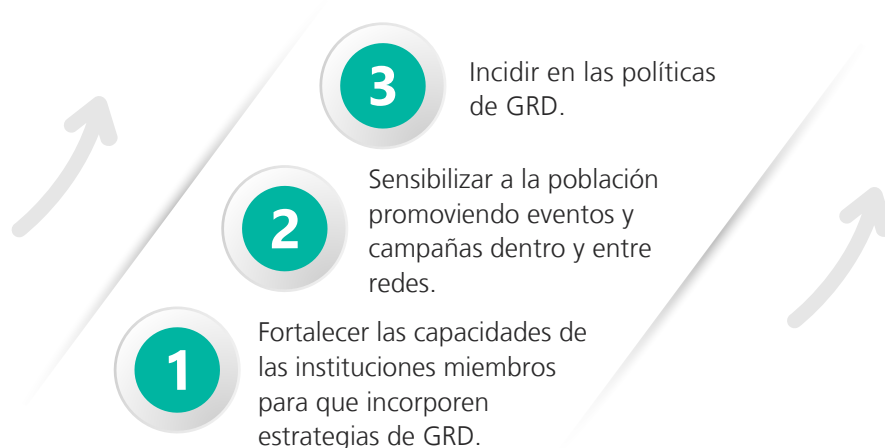 3
Incidir en las políticas
de GRD.
2
Sensibilizar a la población
promoviendo eventos y
campañas dentro y entre
redes.
1
Fortalecer las capacidades de
las instituciones miembros
para que incorporen
estrategias de GRD.